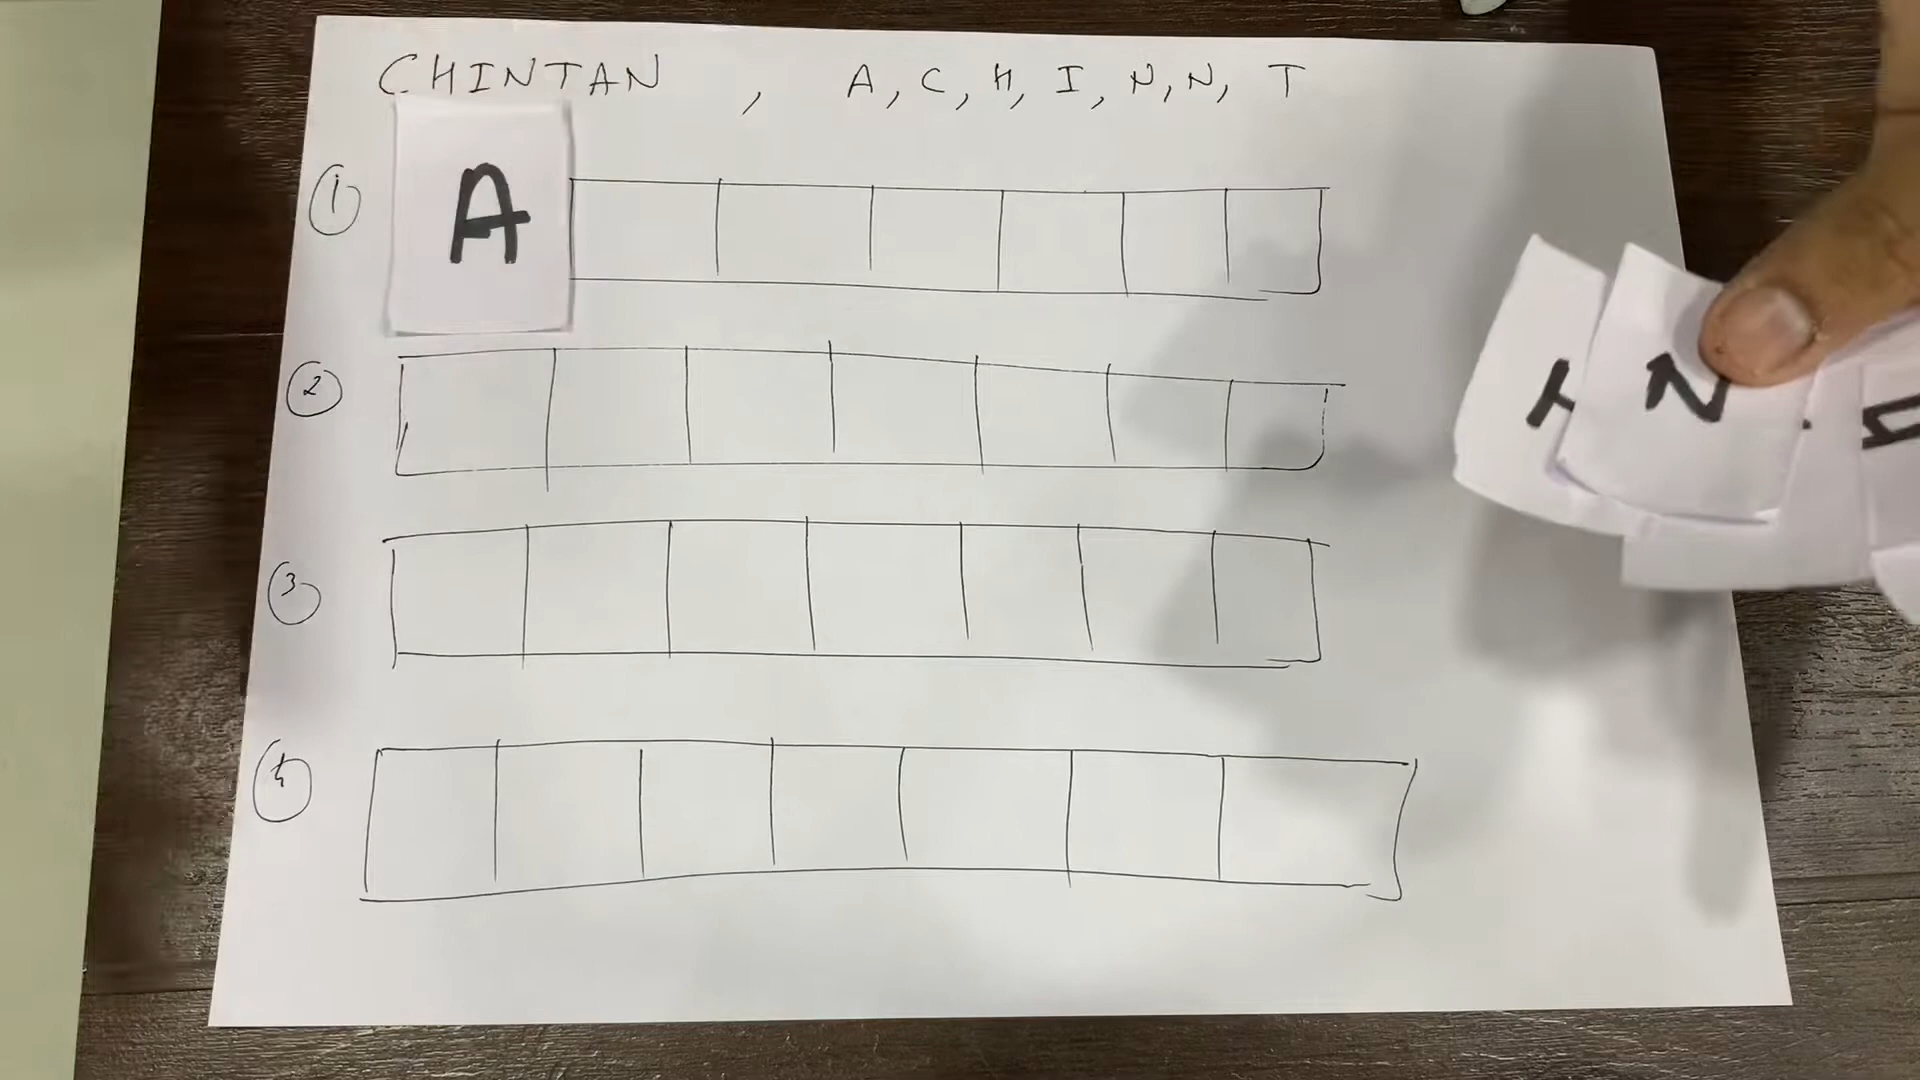 CHINTAN , A, C, H, I, N, N, T
① A
②
③
④
N